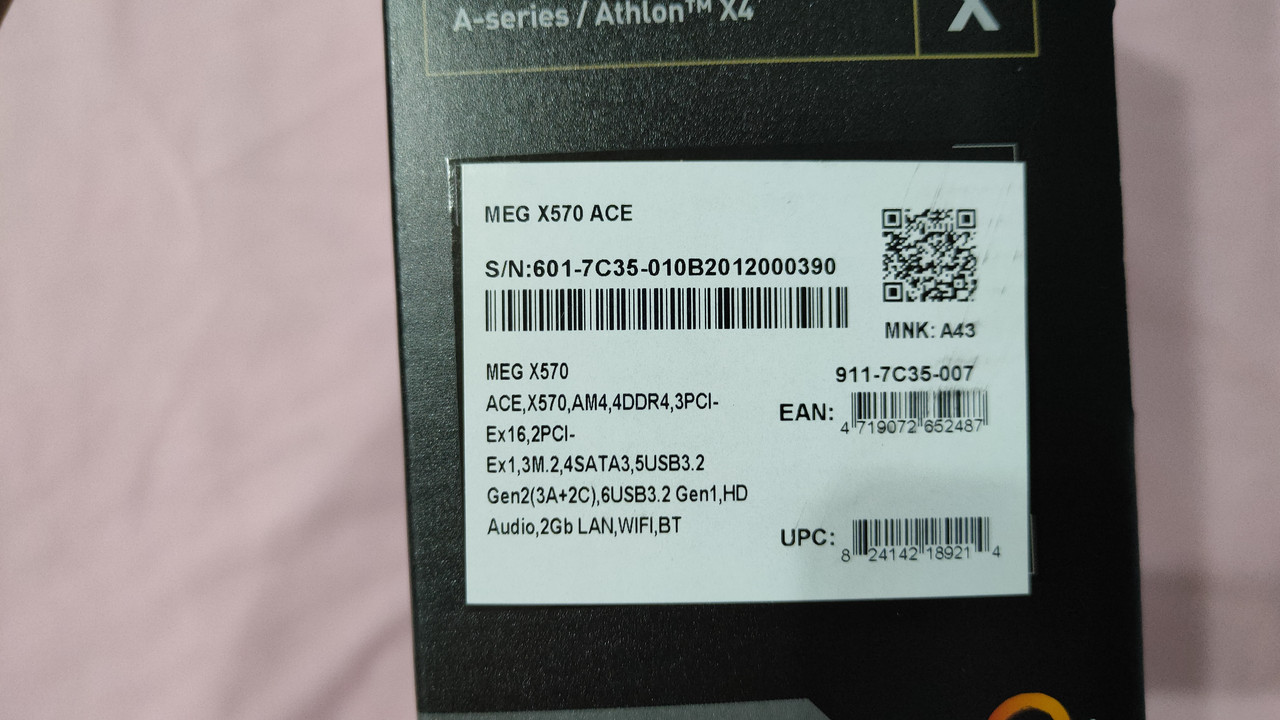 A-series / Athlon™ X4
X
MEG X570 ACE
S/N:601-7C35-010B2012000390
MNK: A43
MEG X570
ACE,X570,AM4,4DDR4,3PCI-
Ex16,2PCI-
Ex1,3M.2,4SATA3,5USB3.2
Gen2(3A+2C),6USB3.2 Gen1,HD
Audio,2Gb LAN,WIFI,BT
911-7C35-007
EAN:
4 719072 652487
UPC:
8 24142 18921 4